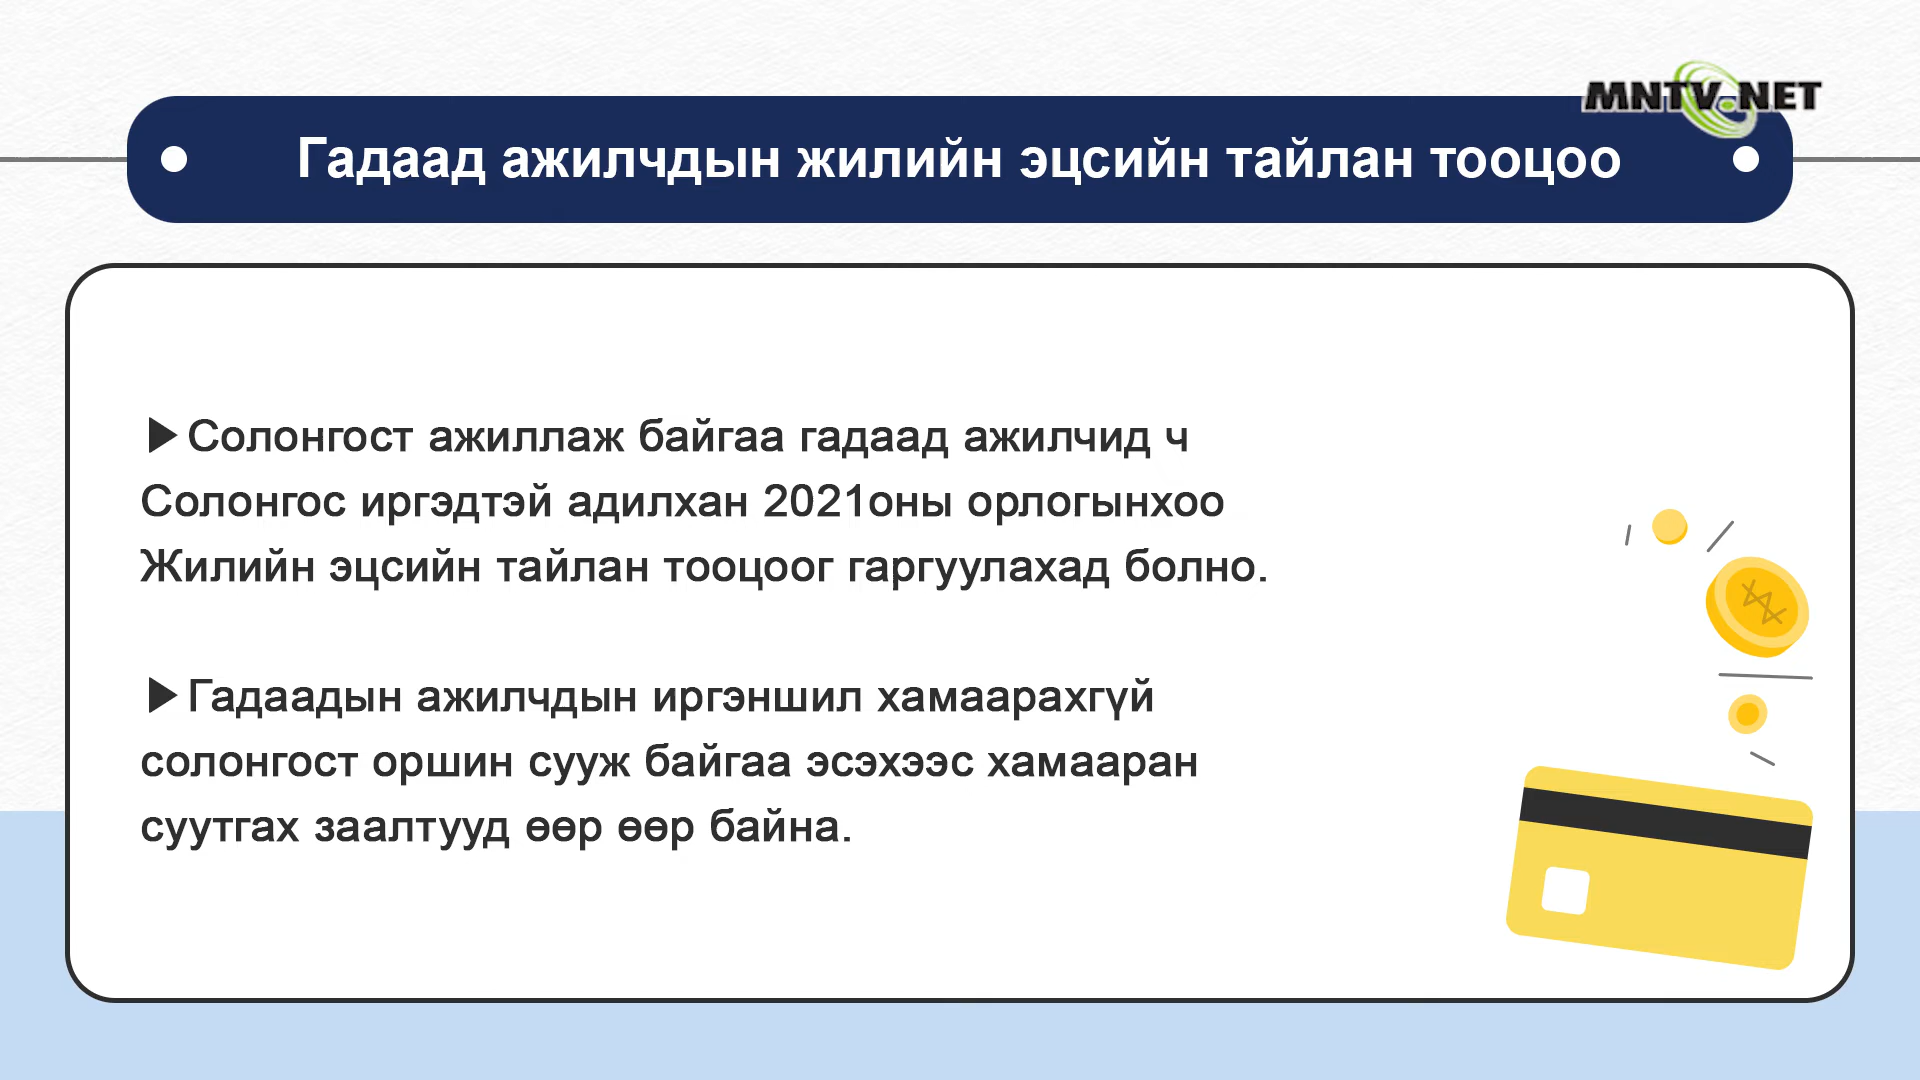 MNTV.NET
Гадаад ажилчдын жилийн эцсийн тайлан тооцоо
▶Солонгост ажиллаж байгаа гадаад ажилчид ч
Солонгос иргэдтэй адилхан 2021оны орлогынхоо
Жилийн эцсийн тайлан тооцоог гаргуулахад болно.
▶Гадаадын ажилчдын иргэншил хамаарахгүй
солонгост оршин сууж байгаа эсэхээс хамааран
суутгах заалтууд өөр өөр байна.